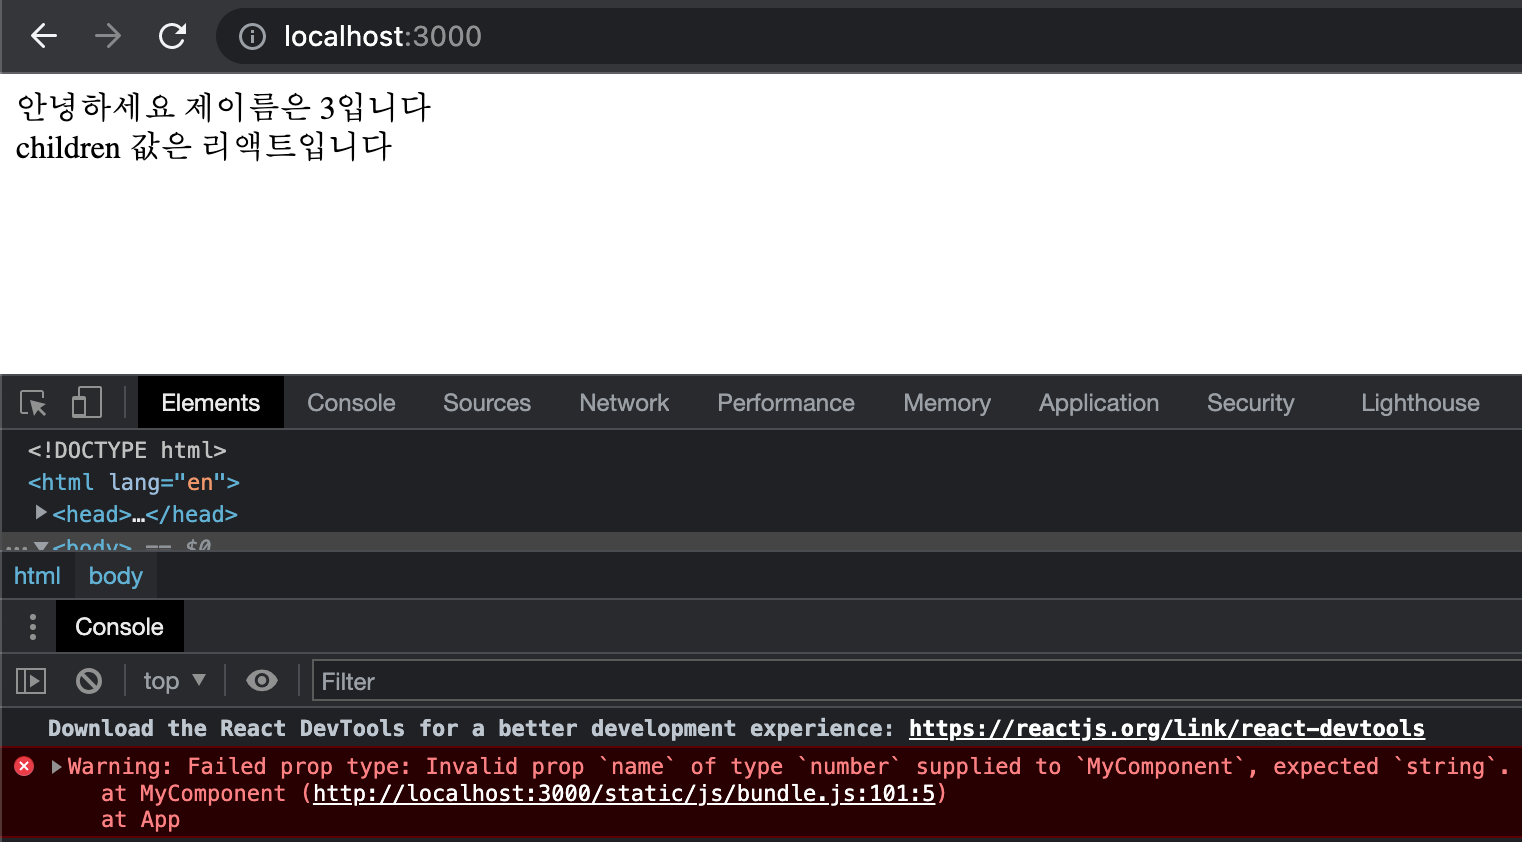 localhost:3000
안녕하세요 제이름은 3입니다
children 값은 리액트입니다
Elements Console Sources Network Performance Memory Application Security Lighthouse
<!DOCTYPE html>
<html lang="en">
<head>…</head>
<body> == $0
html body
Console
top Filter
Download the React DevTools for a better development experience: https://reactjs.org/link/react-devtools
Warning: Failed prop type: Invalid prop `name` of type `number` supplied to `MyComponent`, expected `string`.
at MyComponent (http://localhost:3000/static/js/bundle.js:101:5)
at App